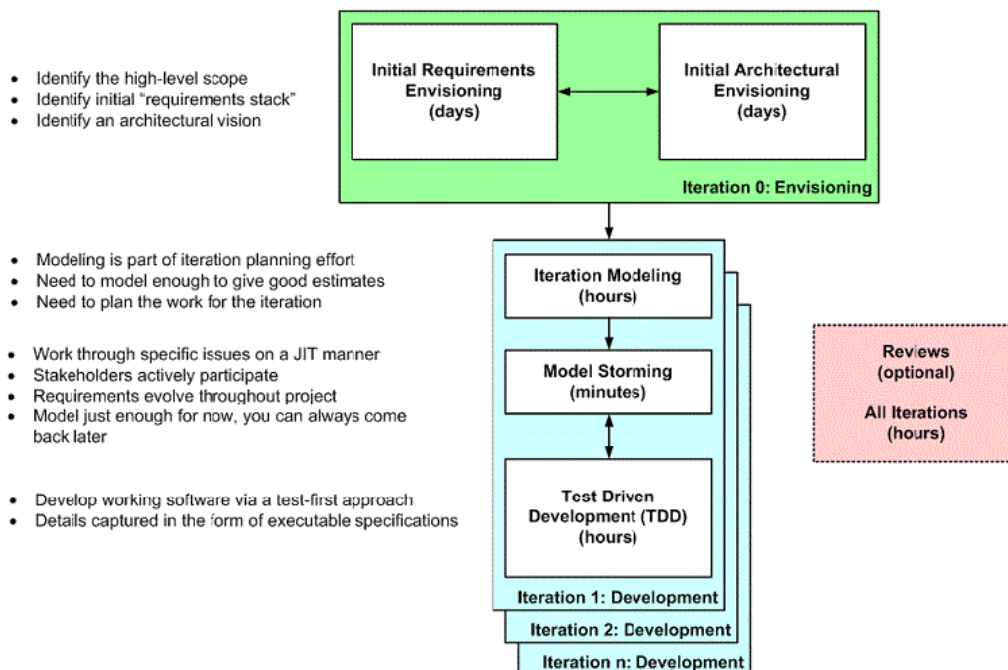 Initial Requirements
Envisioning
(days)
Initial Architectural
Envisioning
(days)
Iteration 0: Envisioning
• Identify the high-level scope
• Identify initial “requirements stack”
• Identify an architectural vision
Iteration Modeling
(hours)
• Modeling is part of iteration planning effort
• Need to model enough to give good estimates
• Need to plan the work for the iteration
Model Storming
(minutes)
• Work through specific issues on a JIT manner
• Stakeholders actively participate
• Requirements evolve throughout project
• Model just enough for now, you can always come
back later
Reviews
(optional)
All Iterations
(hours)
Test Driven
Development (TDD)
(hours)
• Develop working software via a test-first approach
• Details captured in the form of executable specifications
Iteration 1: Development
Iteration 2: Development
Iteration n: Development